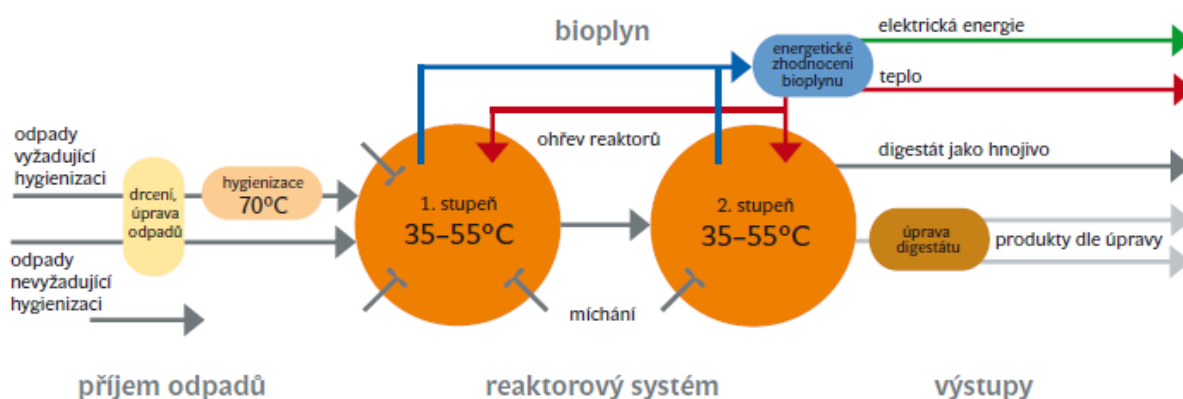 bioplyn
energetické
zhodnocení
bioplynu
elektrická energie
teplo
odpady
vyžadující
hygienizaci
drcení,
úprava
odpadů
hygienizace
70°C
ohřev reaktorů
1. stupeň
35–55°C
2. stupeň
35–55°C
digestát jako hnojivo
úprava
digestátu
produkty dle úpravy
odpady
nevyžadující
hygienizaci
míchání
příjem odpadů
reaktorový systém
výstupy